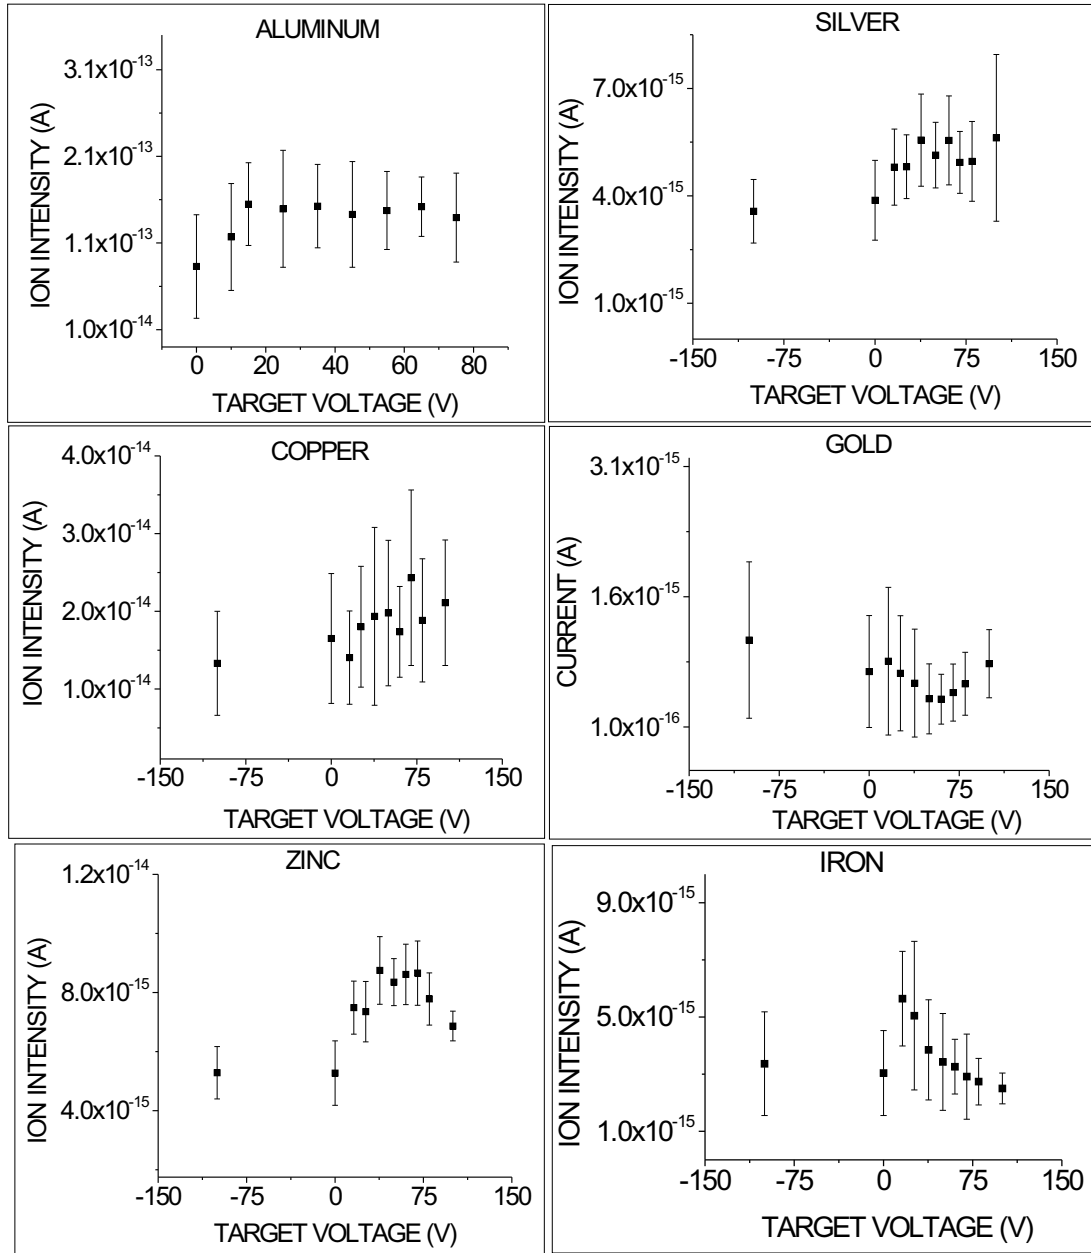 ALUMINUM
ION INTENSITY (A)
3.1x10⁻¹³
2.1x10⁻¹³
1.1x10⁻¹³
1.0x10⁻¹⁴
0 20 40 60 80
TARGET VOLTAGE (V)
SILVER
ION INTENSITY (A)
7.0x10⁻¹⁵
4.0x10⁻¹⁵
1.0x10⁻¹⁵
-150 -75 0 75 150
TARGET VOLTAGE (V)
COPPER
ION INTENSITY (A)
4.0x10⁻¹⁴
3.0x10⁻¹⁴
2.0x10⁻¹⁴
1.0x10⁻¹⁴
-150 -75 0 75 150
TARGET VOLTAGE (V)
GOLD
CURRENT (A)
3.1x10⁻¹⁵
1.6x10⁻¹⁵
1.0x10⁻¹⁶
-150 -75 0 75 150
TARGET VOLTAGE (V)
ZINC
ION INTENSITY (A)
1.2x10⁻¹⁴
8.0x10⁻¹⁵
4.0x10⁻¹⁵
-150 -75 0 75 150
TARGET VOLTAGE (V)
IRON
ION INTENSITY (A)
9.0x10⁻¹⁵
5.0x10⁻¹⁵
1.0x10⁻¹⁵
-150 -75 0 75 150
TARGET VOLTAGE (V)